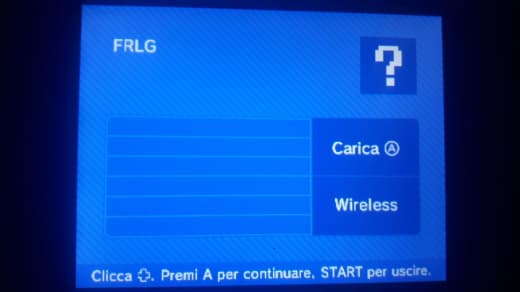 FRLG
?
Carica Ⓐ
Wireless
Clicca ✛. Premi A per continuare, START per uscire.